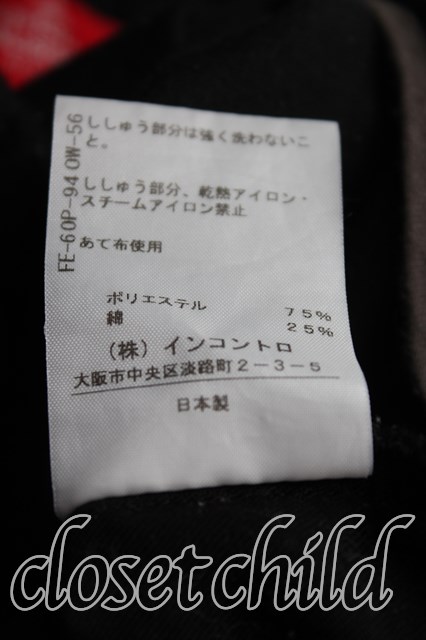 FE-60P-940W-56
ししゅう部分は強く洗わないこ
と。
ししゅう部分、乾熱アイロン・
スチームアイロン禁止
あて布使用
ポリエステル 75%
綿 25%
(株) インコントロ
大阪市中央区淡路町2-3-5
日本製
closetchild